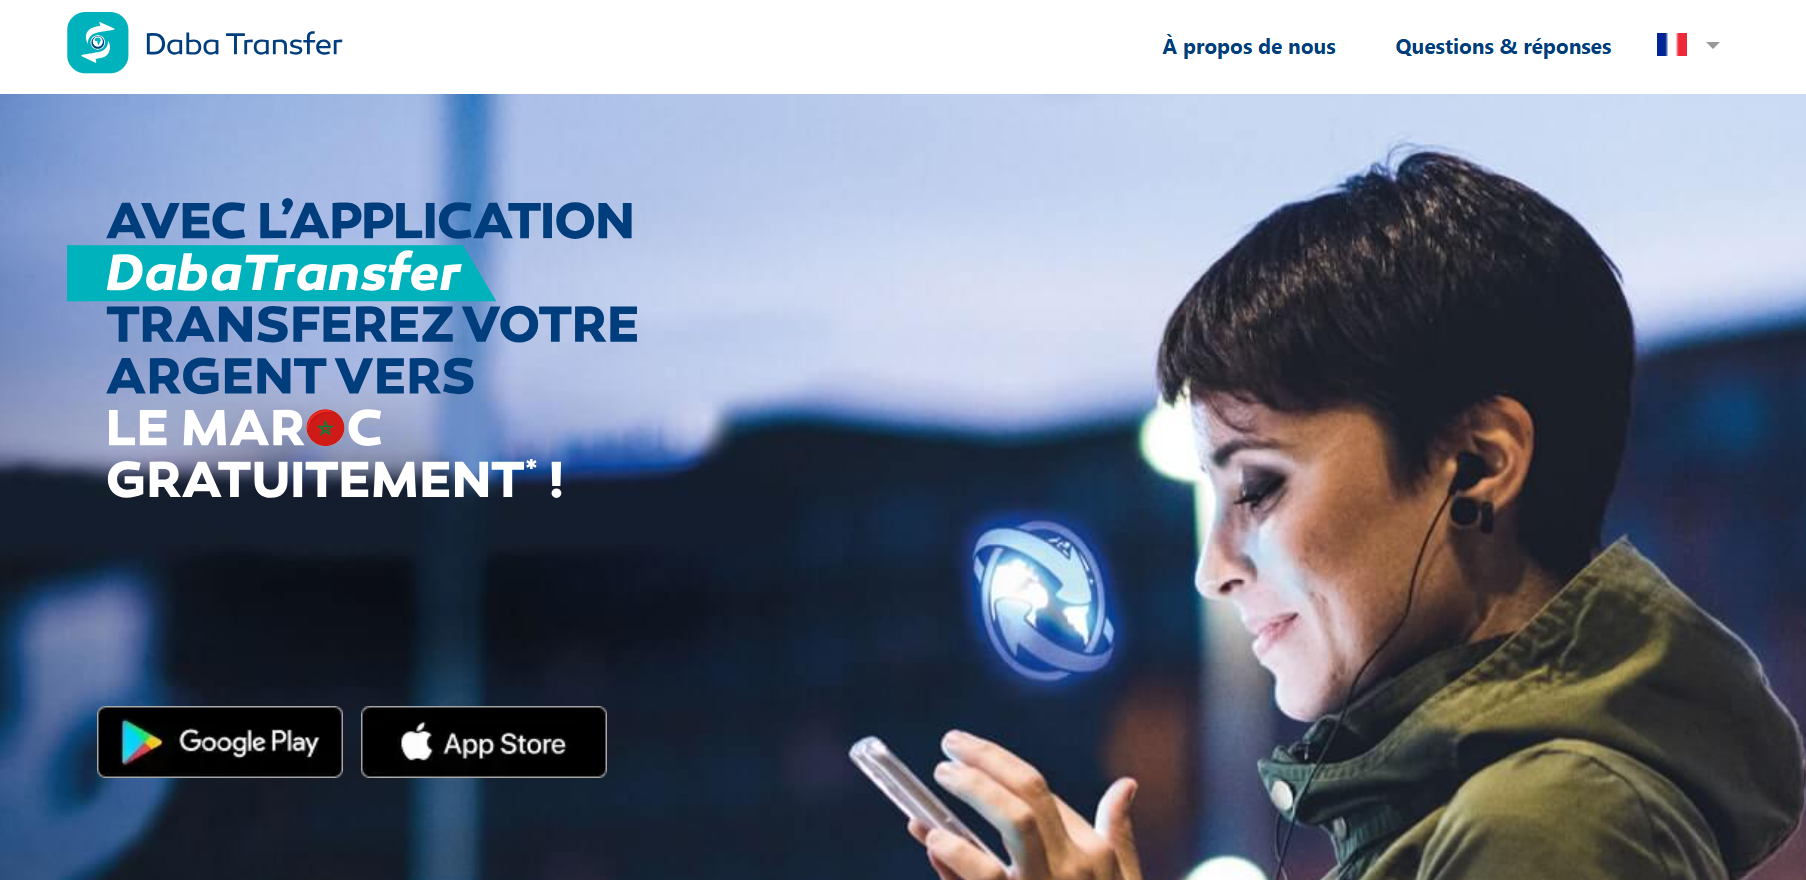 Daba Transfer
À propos de nous
Questions & réponses
AVEC L’APPLICATION
DabaTransfer
TRANSFEREZ VOTRE
ARGENT VERS
LE MAROC
GRATUITEMENT* !
Google Play
App Store